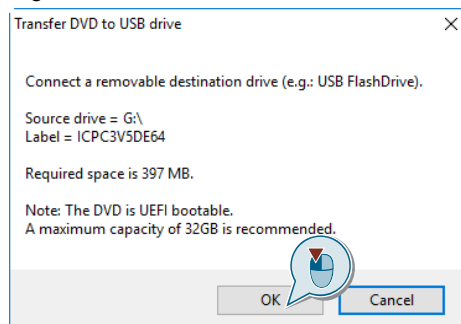 Transfer DVD to USB drive
Connect a removable destination drive (e.g.: USB FlashDrive).
Source drive = G:\
Label = ICPC3V5DE64
Required space is 397 MB.
Note: The DVD is UEFI bootable.
A maximum capacity of 32GB is recommended.
OK
Cancel